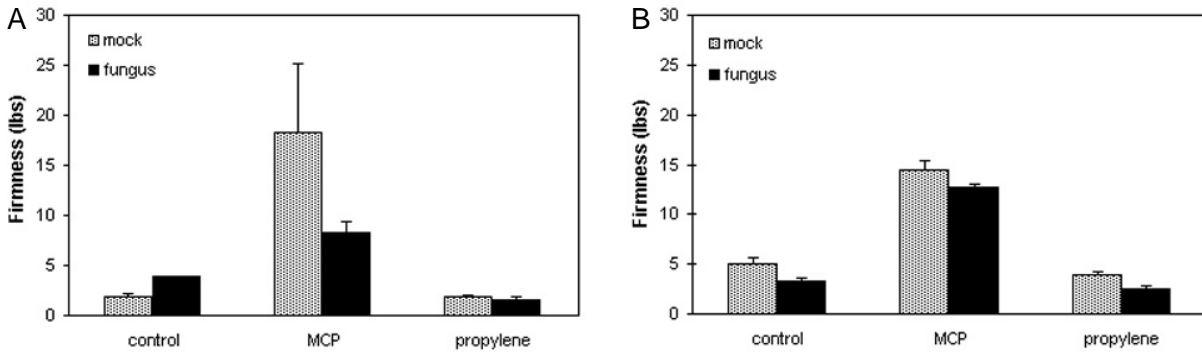 A
Firmness (lbs)
30
25
20
15
10
5
0
mock
fungus
control MCP propylene
B
Firmness (lbs)
30
25
20
15
10
5
0
mock
fungus
control MCP propylene